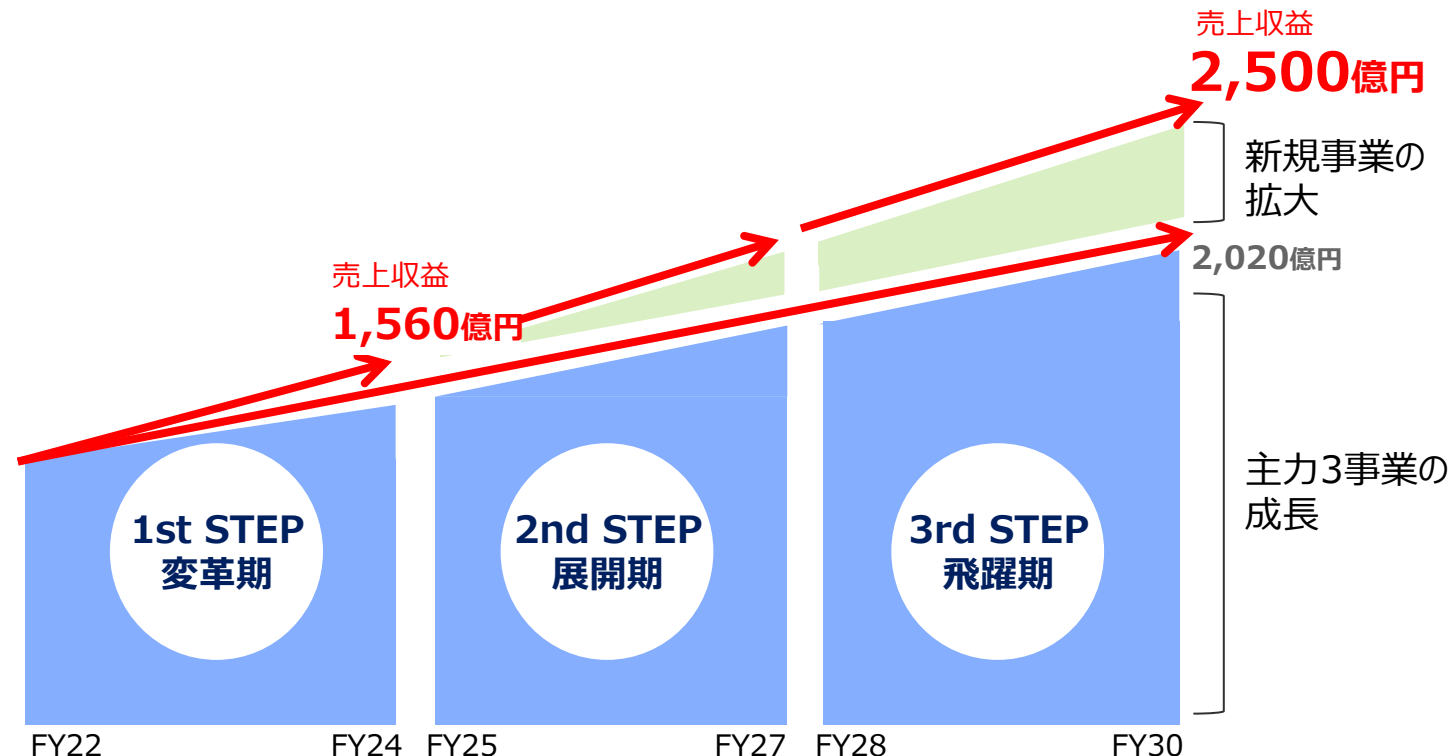 売上収益
2,500億円
新規事業の
拡大
2,020億円
売上収益
1,560億円
主力3事業の
成長
1st STEP
変革期
2nd STEP
展開期
3rd STEP
飛躍期
FY22
FY24
FY25
FY27
FY28
FY30